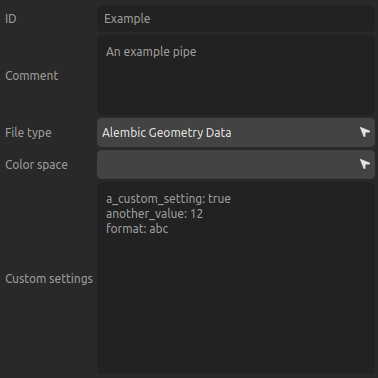 ID Example
Comment An example pipe
File type Alembic Geometry Data
Color space
Custom settings
a_custom_setting: true
another_value: 12
format: abc